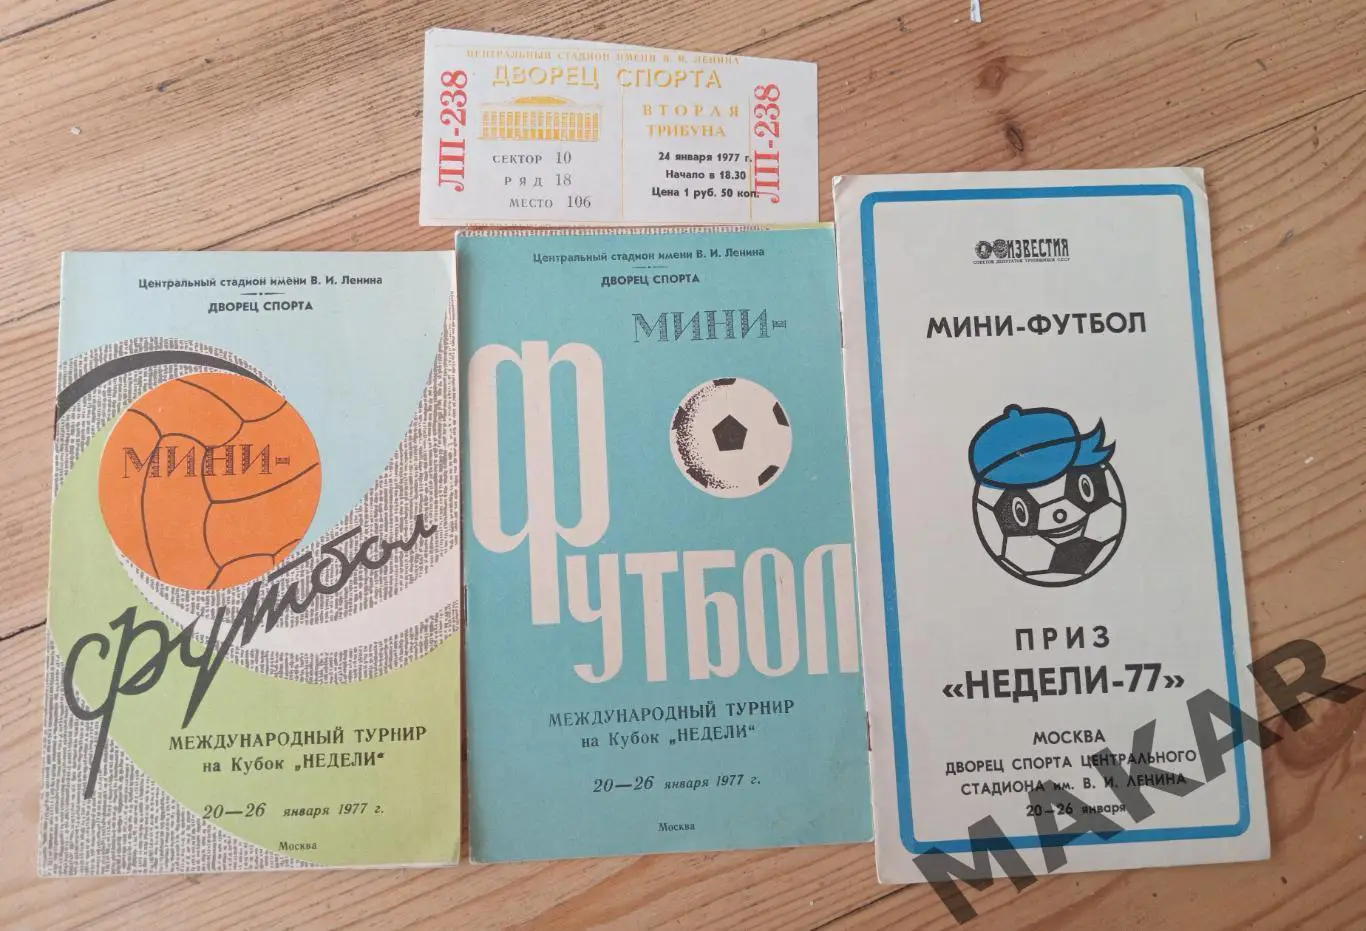 ЦЕНТРАЛЬНЫЙ СТАДИОН ИМЕНИ В. И. ЛЕНИНА
ДВОРЕЦ СПОРТА
ЛП-238
ВТОРАЯ
ТРИБУНА
СЕКТОР 10
РЯД 18
МЕСТО 106
24 января 1977 г.
Начало в 18.30
Цена 1 руб. 50 коп.
ЛП-238
Центральный стадион имени В. И. Ленина
ДВОРЕЦ СПОРТА
МИНИ-
футбол
МЕЖДУНАРОДНЫЙ ТУРНИР
на Кубок „НЕДЕЛИ“
20—26 января 1977 г.
Москва
Центральный стадион имени В. И. Ленина
ДВОРЕЦ СПОРТА
МИНИ-
ФУТБОЛ
МЕЖДУНАРОДНЫЙ ТУРНИР
на Кубок „НЕДЕЛИ“
20—26 января 1977 г.
Москва
ИЗВЕСТИЯ
СОВЕТОВ ДЕПУТАТОВ ТРУДЯЩИХСЯ СССР
МИНИ-ФУТБОЛ
ПРИЗ
«НЕДЕЛИ-77»
МОСКВА
ДВОРЕЦ СПОРТА ЦЕНТРАЛЬНОГО
СТАДИОНА им. В. И. ЛЕНИНА
20-26 января
MAKAR